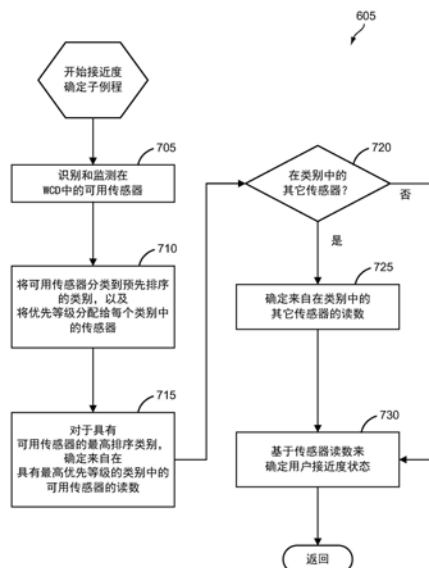 605
开始接近度
确定子例程
705
识别和监测在
WCD中的可用传感器
710
将可用传感器分类到预先排序
的类别，以及
将优先等级分配给每个类别中
的传感器
715
对于具有
可用传感器的最高排序类别，
确定来自在
具有最高优先等级的类别中的
可用传感器的读数
720
在类别中的
其它传感器？
否
是
725
确定来自在类别中的
其它传感器的读数
730
基于传感器读数来
确定用户接近度状态
返回